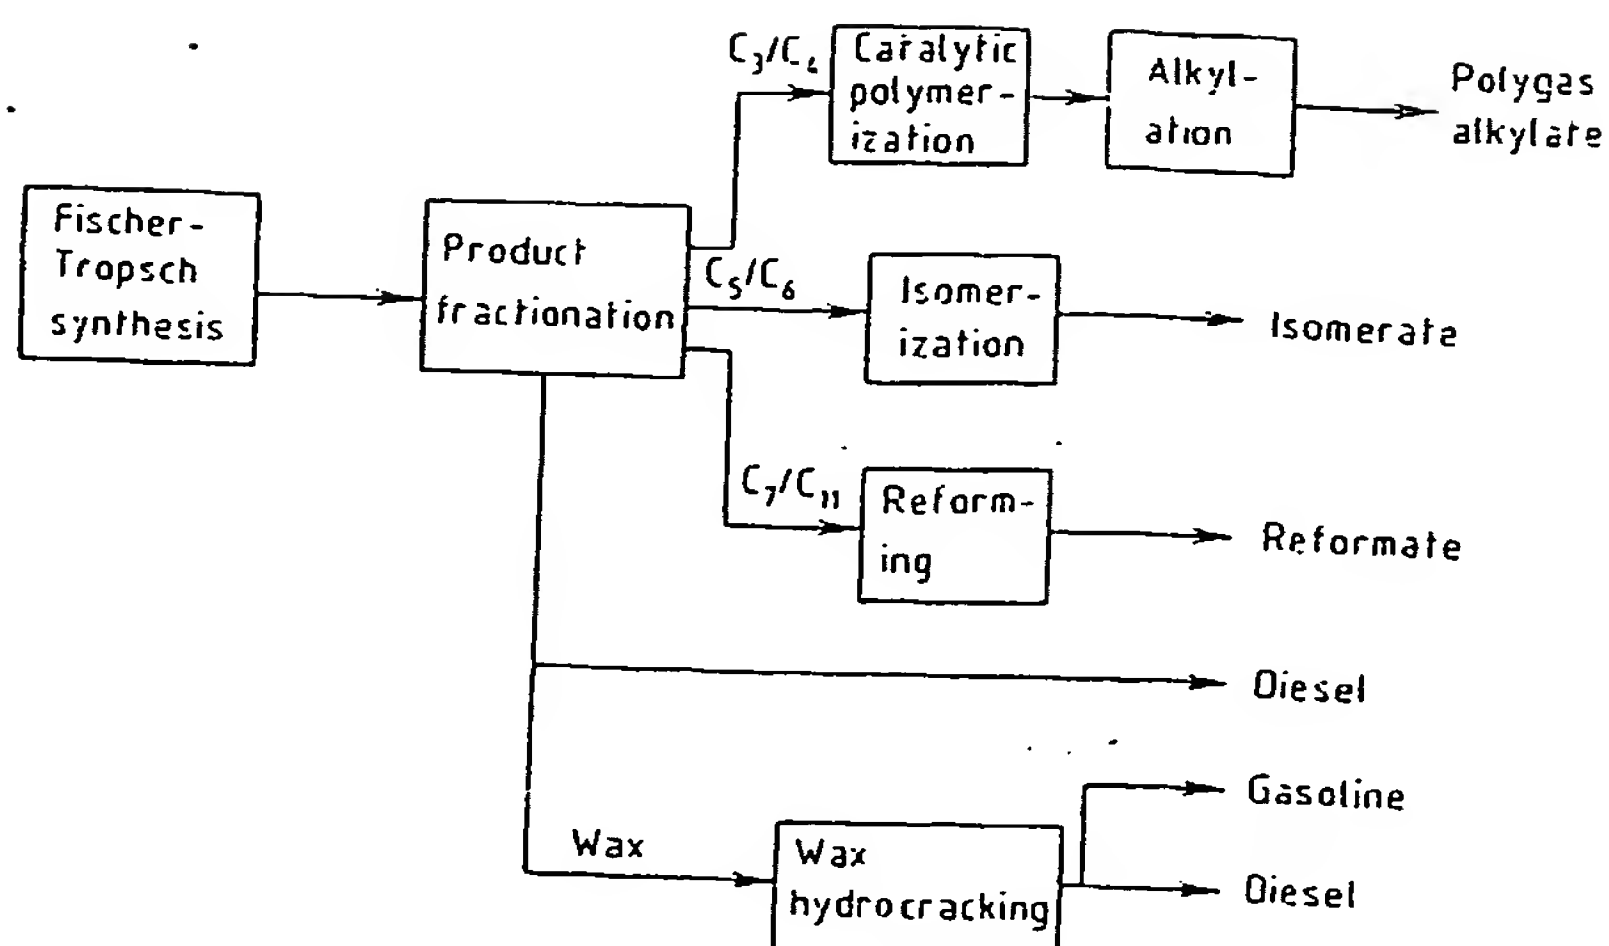 C₃/C₄
Catalytic
polymer-
ization
Alkyl-
ation
Polygas
alkylate
Fischer-
Tropsch
synthesis
Product
fractionation
C₅/C₆
Isomer-
ization
Isomerate
C₇/C₁₁
Reform-
ing
Reformate
Diesel
Gasoline
Wax
Wax
hydrocracking
Diesel